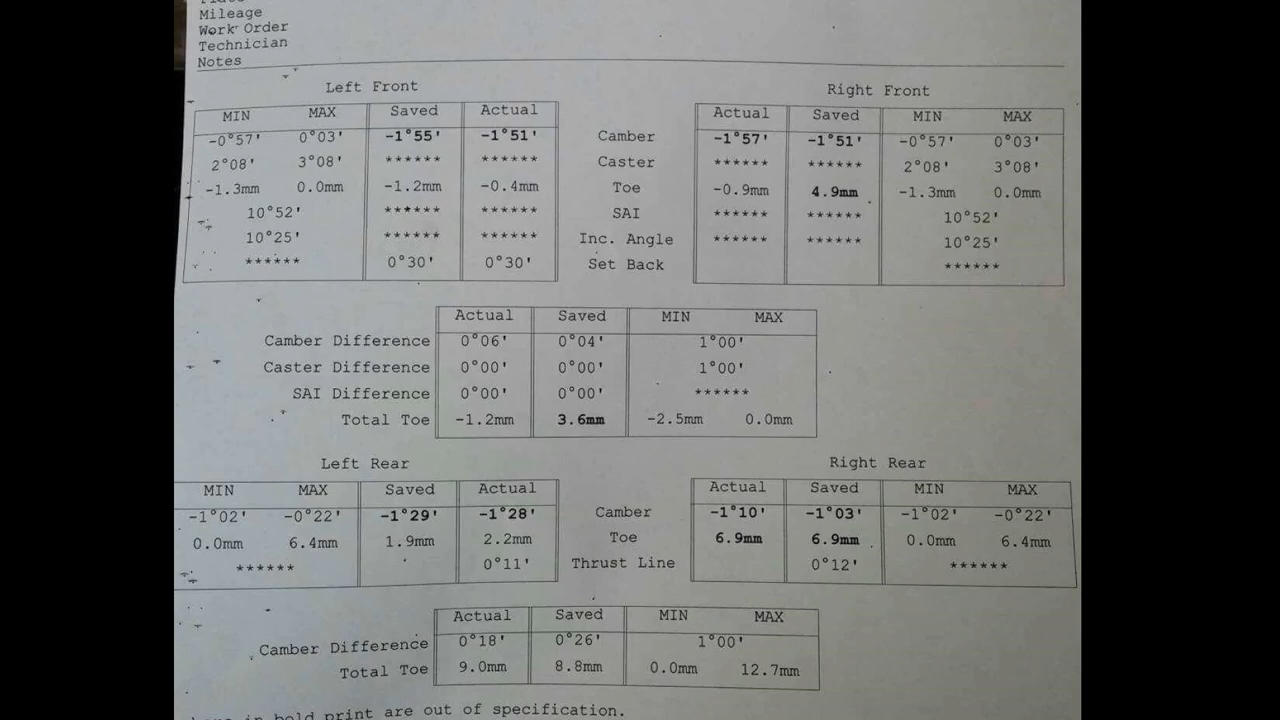 Mileage
Work Order
Technician
Notes
Left Front Right Front
MIN MAX Saved Actual Actual Saved MIN MAX
-0°57' 0°03' -1°55' -1°51' Camber -1°57' -1°51' -0°57' 0°03'
2°08' 3°08' ****** ****** Caster ****** ****** 2°08' 3°08'
-1.3mm 0.0mm -1.2mm -0.4mm Toe -0.9mm 4.9mm -1.3mm 0.0mm
10°52' ****** ****** SAI ****** ****** 10°52'
10°25' ****** ****** Inc. Angle ****** ****** 10°25'
****** 0°30' 0°30' Set Back ******
Actual Saved MIN MAX
Camber Difference 0°06' 0°04' 1°00'
Caster Difference 0°00' 0°00' 1°00'
SAI Difference 0°00' 0°00' ******
Total Toe -1.2mm 3.6mm -2.5mm 0.0mm
Left Rear Right Rear
MIN MAX Saved Actual Actual Saved MIN MAX
-1°02' -0°22' -1°29' -1°28' Camber -1°10' -1°03' -1°02' -0°22'
0.0mm 6.4mm 1.9mm 2.2mm Toe 6.9mm 6.9mm 0.0mm 6.4mm
****** 0°11' Thrust Line 0°12' ******
Actual Saved MIN MAX
Camber Difference 0°18' 0°26' 1°00'
Total Toe 9.0mm 8.8mm 0.0mm 12.7mm
in bold print are out of specification.